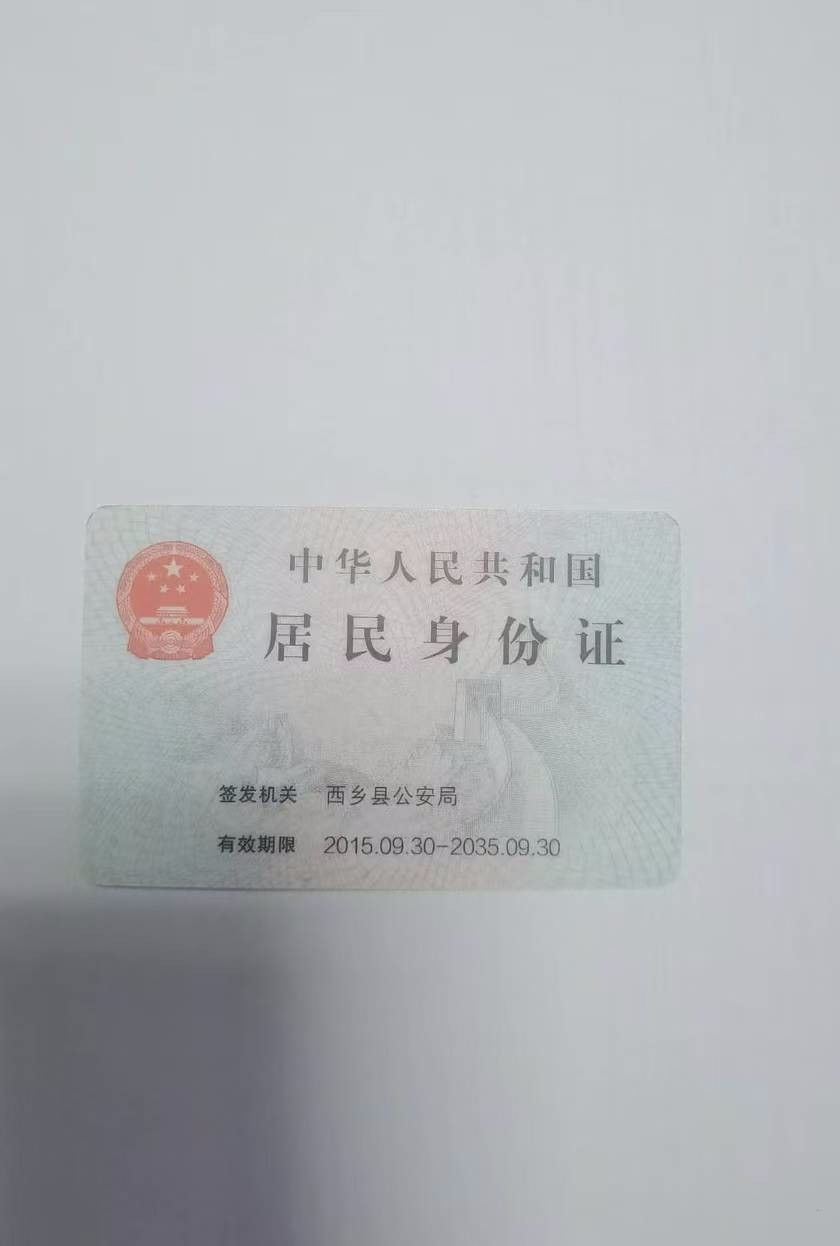 中华人民共和国
居民身份证
签发机关 西乡县公安局
有效期限 2015.09.30-2035.09.30